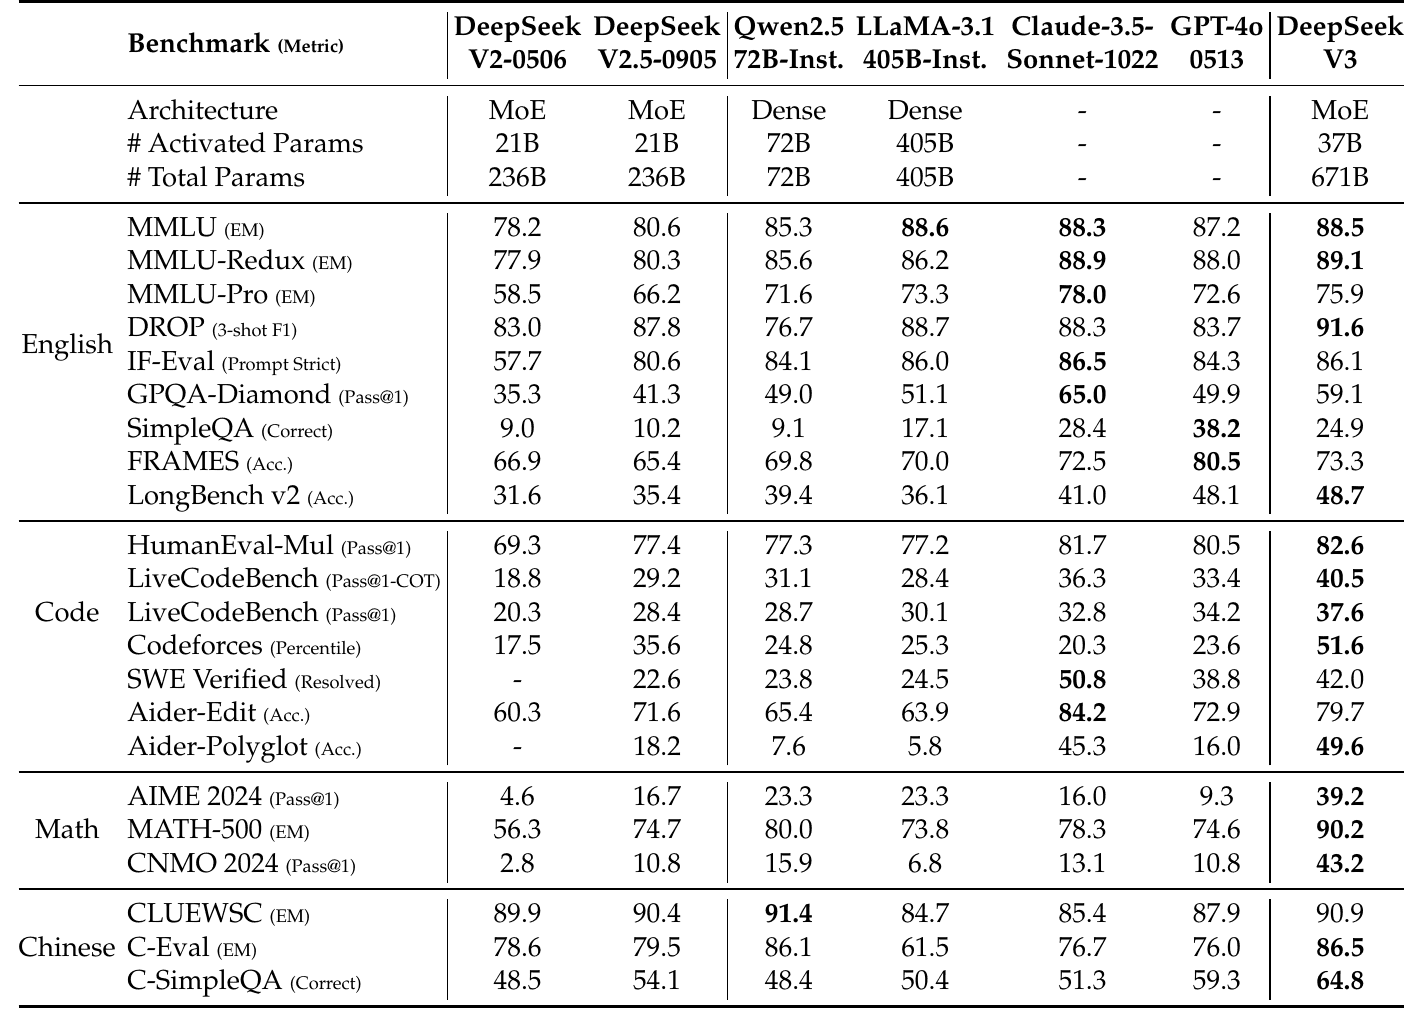 Benchmark (Metric) DeepSeek DeepSeek Qwen2.5 LLaMA-3.1 Claude-3.5- GPT-4o DeepSeek
V2-0506 V2.5-0905 72B-Inst. 405B-Inst. Sonnet-1022 0513 V3
Architecture MoE MoE Dense Dense - - MoE
# Activated Params 21B 21B 72B 405B - - 37B
# Total Params 236B 236B 72B 405B - - 671B
English
MMLU (EM) 78.2 80.6 85.3 88.6 88.3 87.2 88.5
MMLU-Redux (EM) 77.9 80.3 85.6 86.2 88.9 88.0 89.1
MMLU-Pro (EM) 58.5 66.2 71.6 73.3 78.0 72.6 75.9
DROP (3-shot F1) 83.0 87.8 76.7 88.7 88.3 83.7 91.6
IF-Eval (Prompt Strict) 57.7 80.6 84.1 86.0 86.5 84.3 86.1
GPQA-Diamond (Pass@1) 35.3 41.3 49.0 51.1 65.0 49.9 59.1
SimpleQA (Correct) 9.0 10.2 9.1 17.1 28.4 38.2 24.9
FRAMES (Acc.) 66.9 65.4 69.8 70.0 72.5 80.5 73.3
LongBench v2 (Acc.) 31.6 35.4 39.4 36.1 41.0 48.1 48.7
Code
HumanEval-Mul (Pass@1) 69.3 77.4 77.3 77.2 81.7 80.5 82.6
LiveCodeBench (Pass@1-COT) 18.8 29.2 31.1 28.4 36.3 33.4 40.5
LiveCodeBench (Pass@1) 20.3 28.4 28.7 30.1 32.8 34.2 37.6
Codeforces (Percentile) 17.5 35.6 24.8 25.3 20.3 23.6 51.6
SWE Verified (Resolved) - 22.6 23.8 24.5 50.8 38.8 42.0
Aider-Edit (Acc.) 60.3 71.6 65.4 63.9 84.2 72.9 79.7
Aider-Polyglot (Acc.) - 18.2 7.6 5.8 45.3 16.0 49.6
Math
AIME 2024 (Pass@1) 4.6 16.7 23.3 23.3 16.0 9.3 39.2
MATH-500 (EM) 56.3 74.7 80.0 73.8 78.3 74.6 90.2
CNMO 2024 (Pass@1) 2.8 10.8 15.9 6.8 13.1 10.8 43.2
Chinese
CLUEWSC (EM) 89.9 90.4 91.4 84.7 85.4 87.9 90.9
C-Eval (EM) 78.6 79.5 86.1 61.5 76.7 76.0 86.5
C-SimpleQA (Correct) 48.5 54.1 48.4 50.4 51.3 59.3 64.8